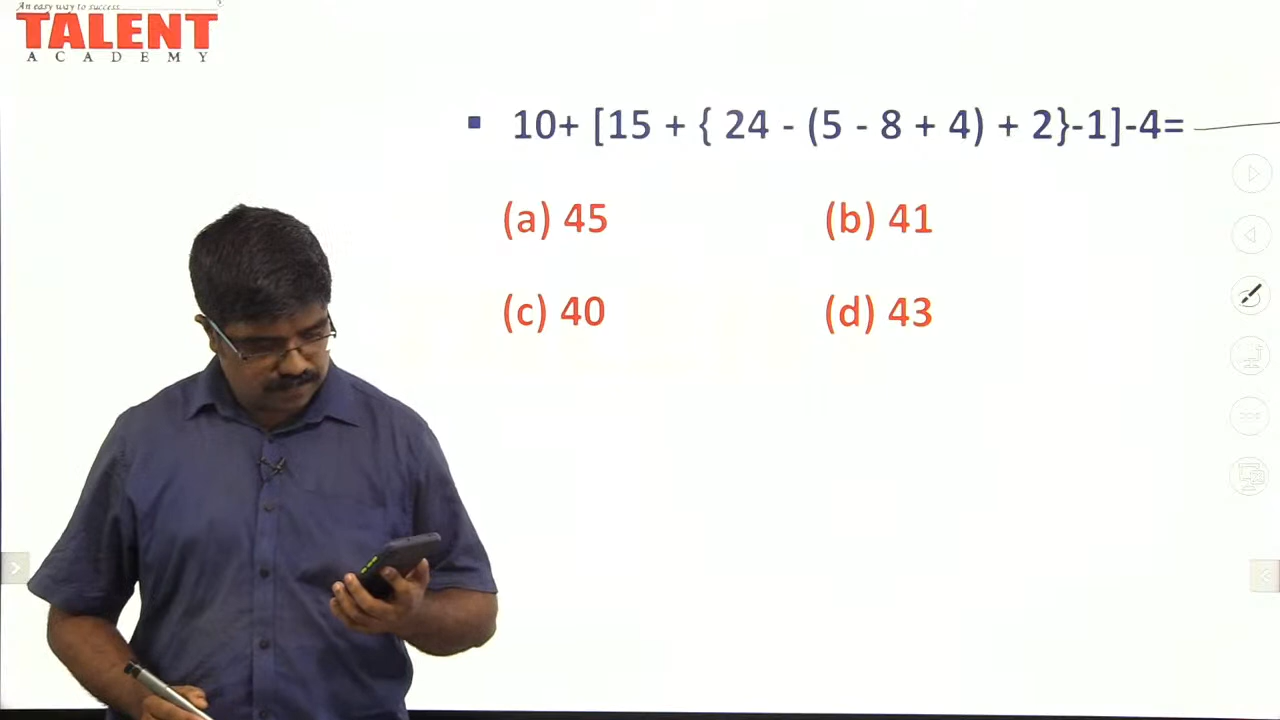 An easy way to success
TALENT
ACADEMY
10+ [15 + { 24 - (5 - 8 + 4) + 2}-1]-4=
(a) 45 (b) 41
(c) 40 (d) 43